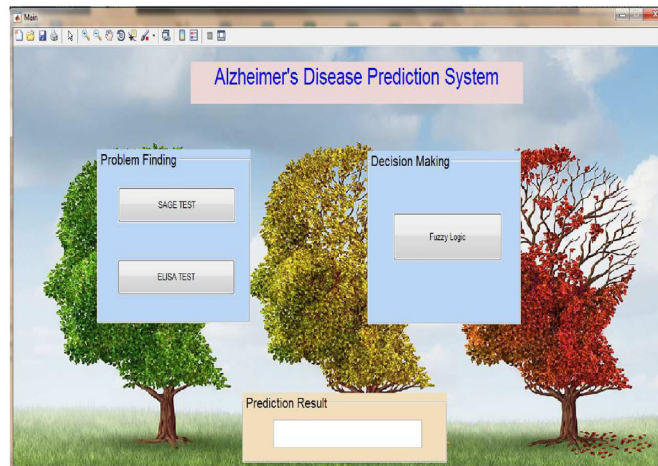 Main
Alzheimer's Disease Prediction System
Problem Finding
SAGE TEST
ELISA TEST
Decision Making
Fuzzy Logic
Prediction Result